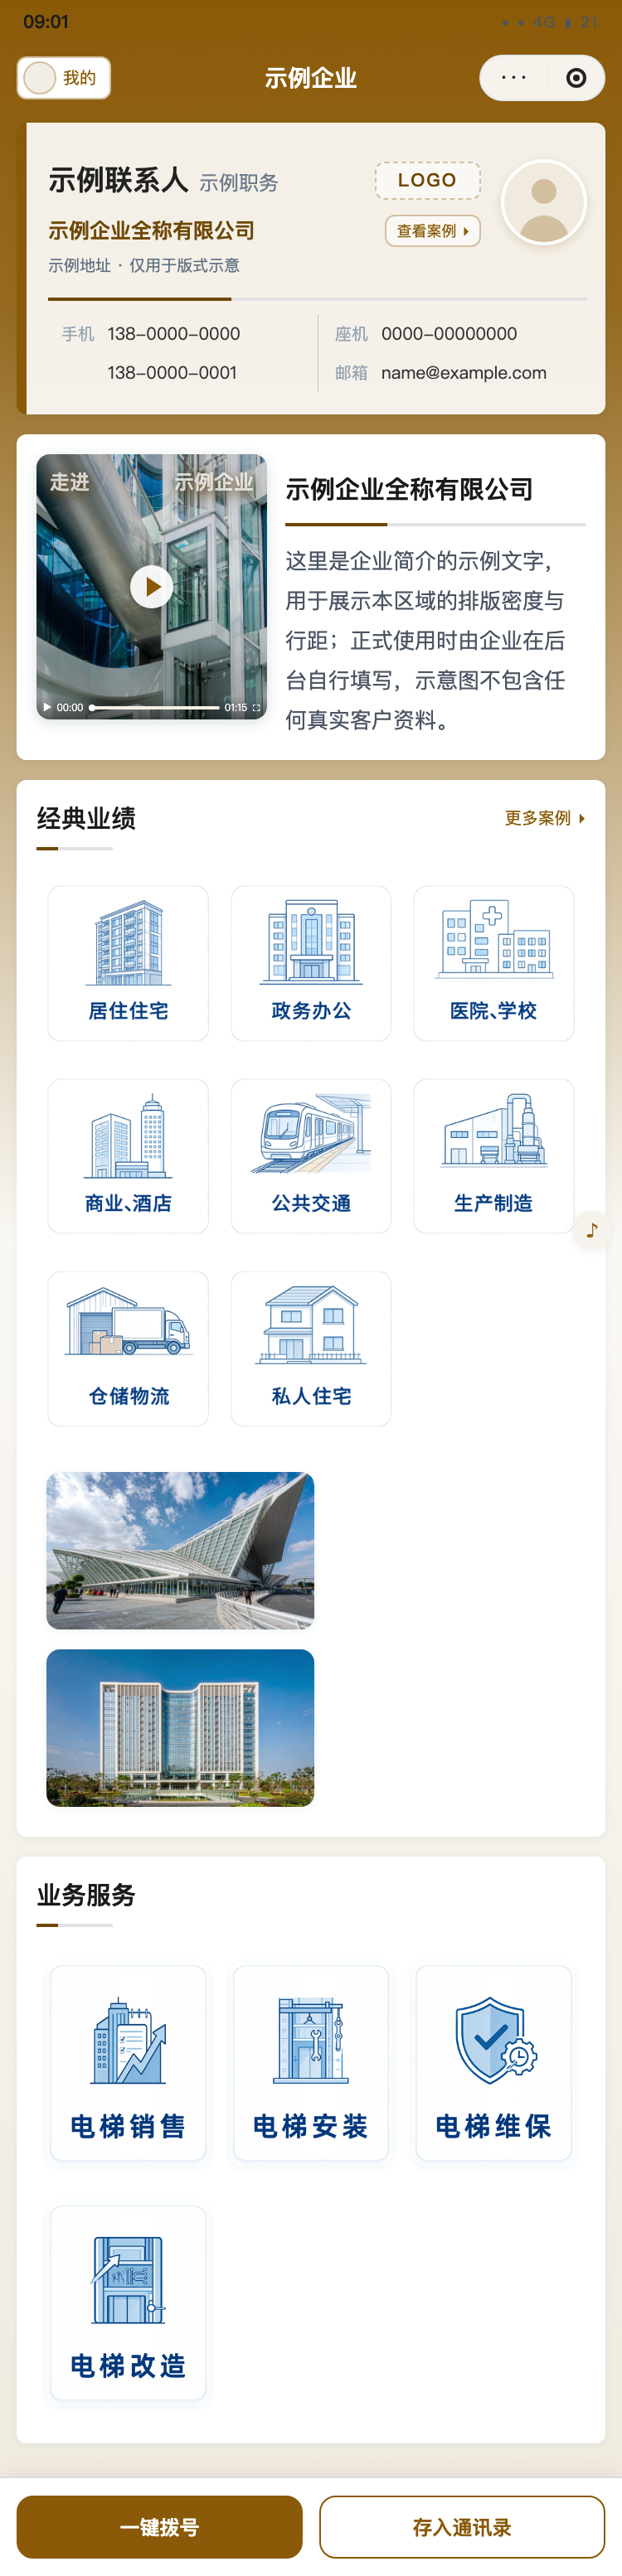 09:01
4G 21
我的
示例企业
示例联系人 示例职务
LOGO
示例企业全称有限公司
查看案例
示例地址 · 仅用于版式示意
手机 138-0000-0000
座机 0000-00000000
138-0000-0001
邮箱 name@example.com
走进 示例企业
00:00 01:15
示例企业全称有限公司
这里是企业简介的示例文字，
用于展示本区域的排版密度与
行距；正式使用时由企业在后
台自行填写，示意图不包含任
何真实客户资料。
经典业绩
更多案例
居住住宅
政务办公
医院、学校
商业、酒店
公共交通
生产制造
仓储物流
私人住宅
业务服务
电梯销售
电梯安装
电梯维保
电梯改造
一键拨号
存入通讯录